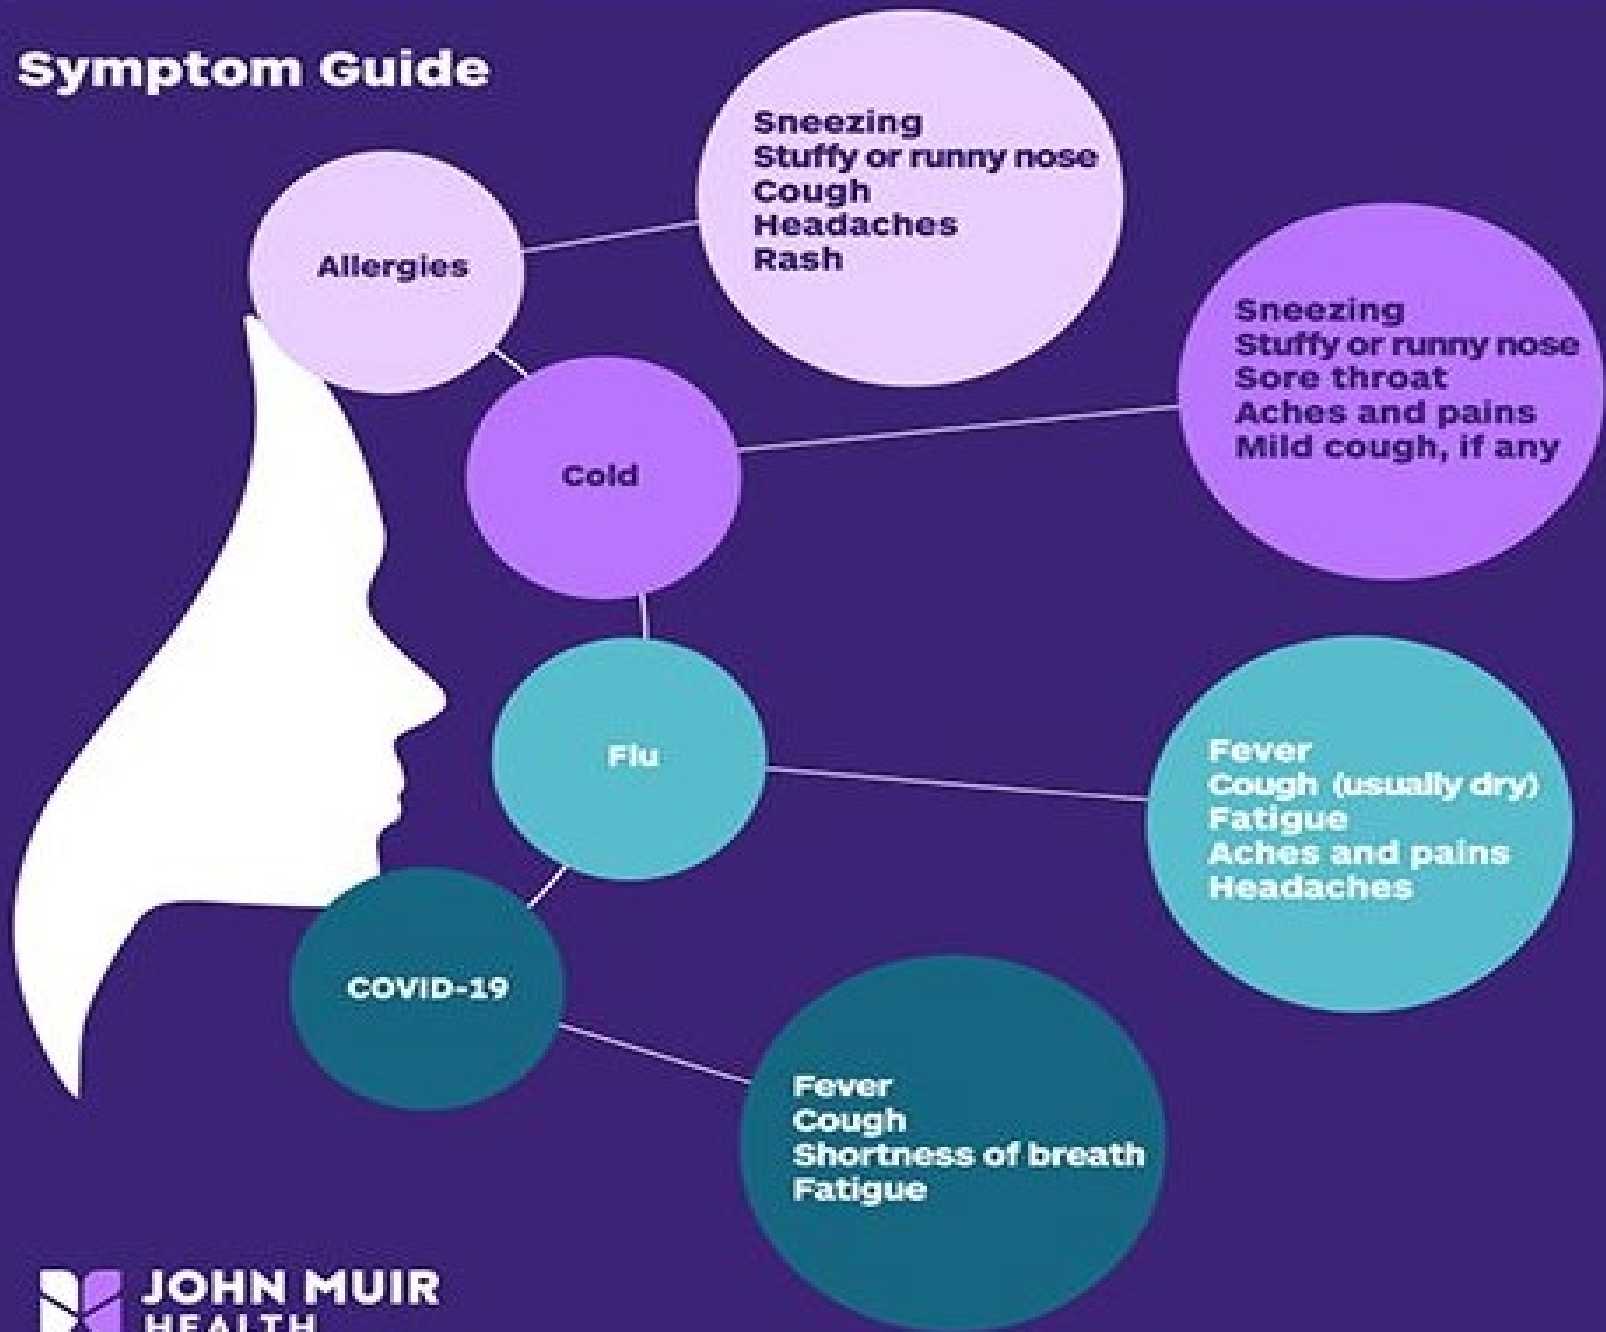 Symptom Guide
Allergies
Sneezing
Stuffy or runny nose
Cough
Headaches
Rash
Cold
Sneezing
Stuffy or runny nose
Sore throat
Aches and pains
Mild cough, if any
Flu
Fever
Cough (usually dry)
Fatigue
Aches and pains
Headaches
COVID-19
Fever
Cough
Shortness of breath
Fatigue
JOHN MUIR
HEALTH